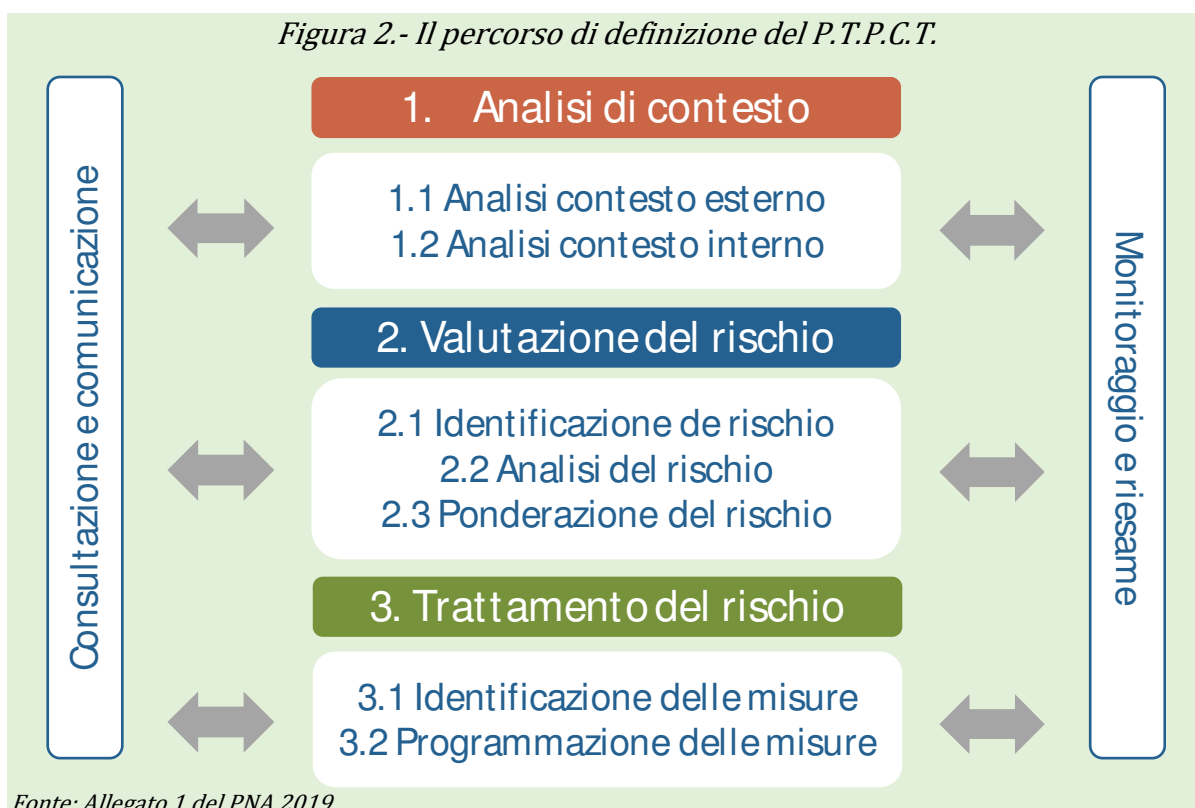 Figura 2.- Il percorso di definizione del P.T.P.C.T.
Consultazione e comunicazione
1. Analisi di contesto
1.1 Analisi contesto esterno
1.2 Analisi contesto interno
2. Valutazione del rischio
2.1 Identificazione de rischio
2.2 Analisi del rischio
2.3 Ponderazione del rischio
3. Trattamento del rischio
3.1 Identificazione delle misure
3.2 Programmazione delle misure
Monitoraggio e riesame
Fonte: Allegato 1 del PNA 2019